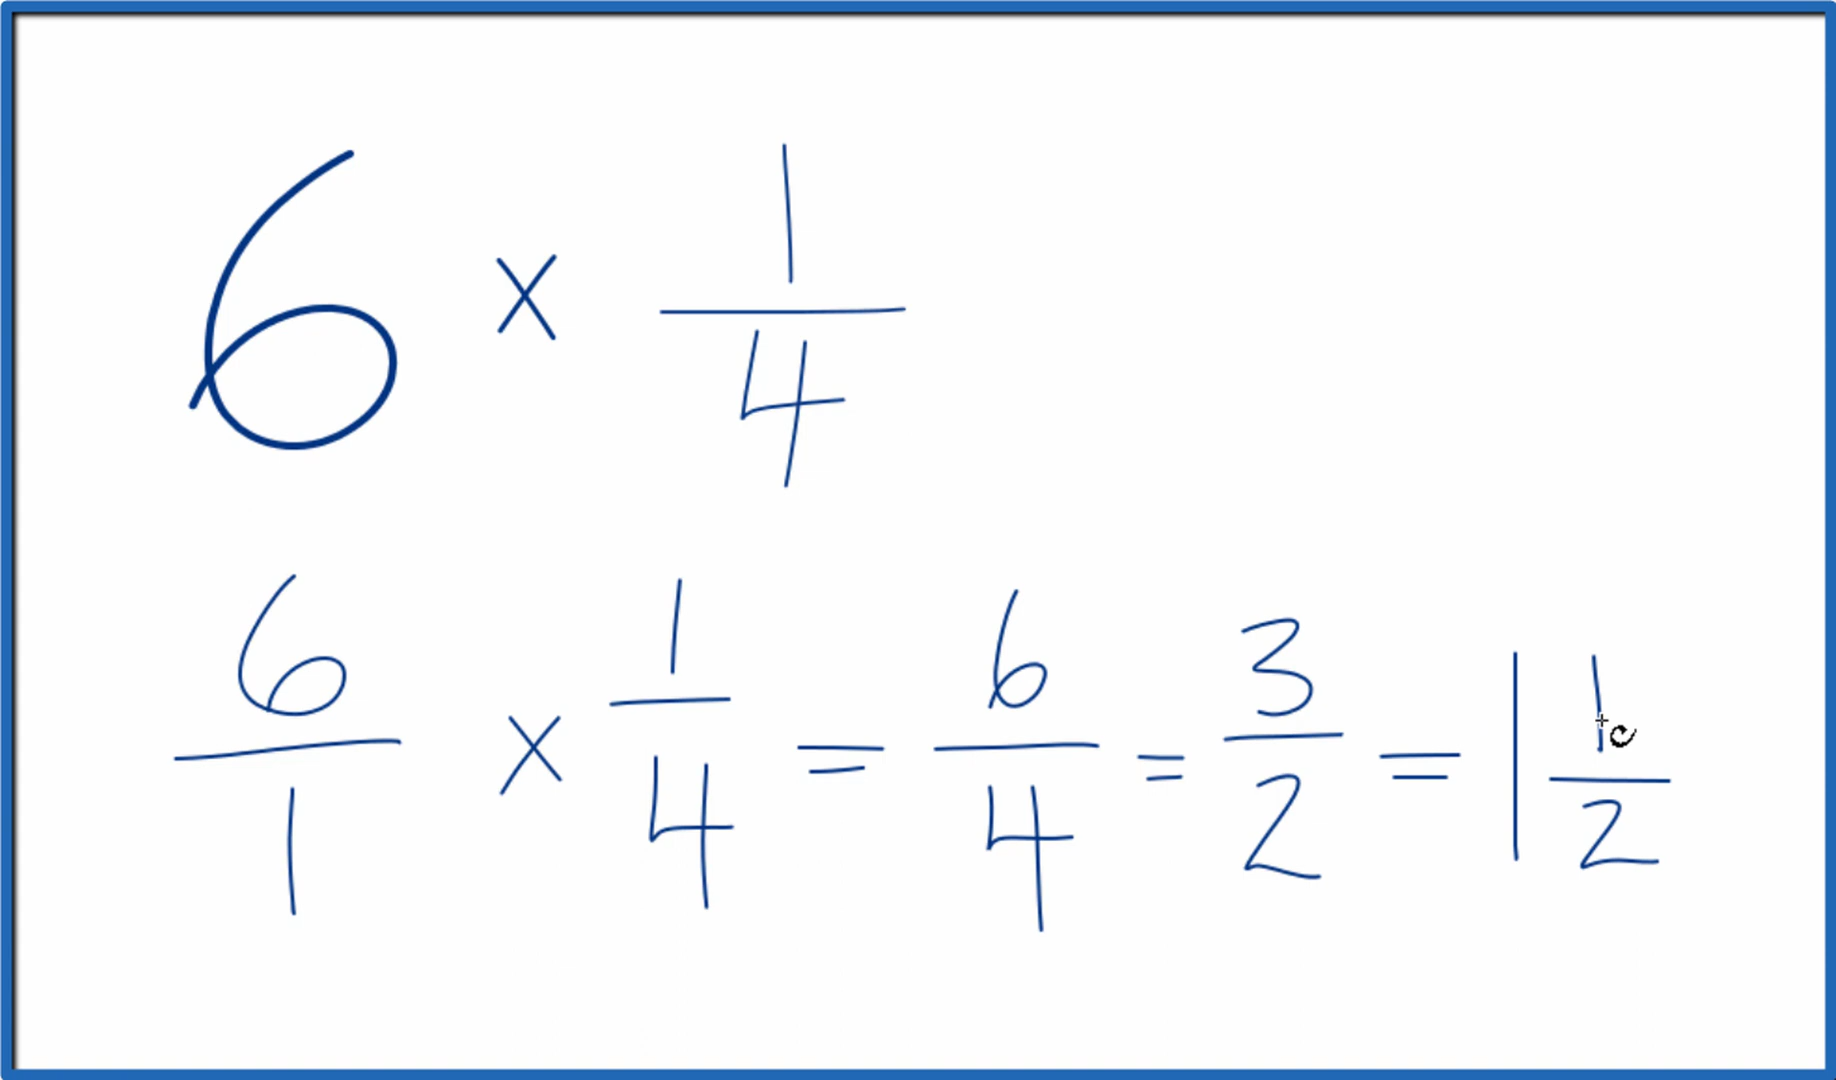 6 × 1/4
6/1 × 1/4 = 6/4 = 3/2 = 1 1/2